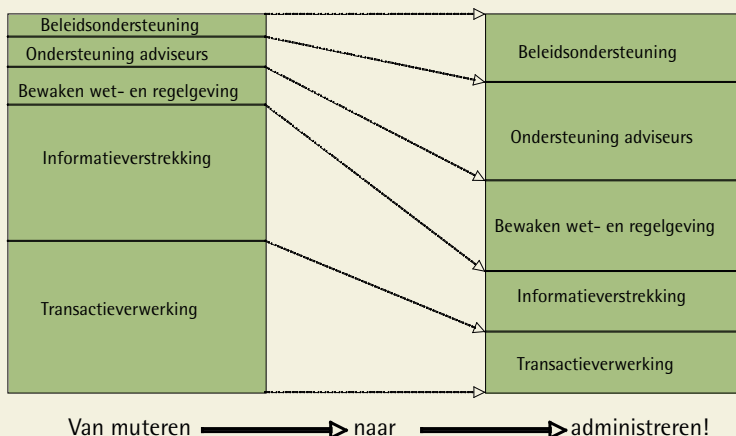 Beleidsondersteuning
Ondersteuning adviseurs
Bewaken wet- en regelgeving
Informatieverstrekking
Transactieverwerking
Beleidsondersteuning
Ondersteuning adviseurs
Bewaken wet- en regelgeving
Informatieverstrekking
Transactieverwerking
Van muteren naar administreren!